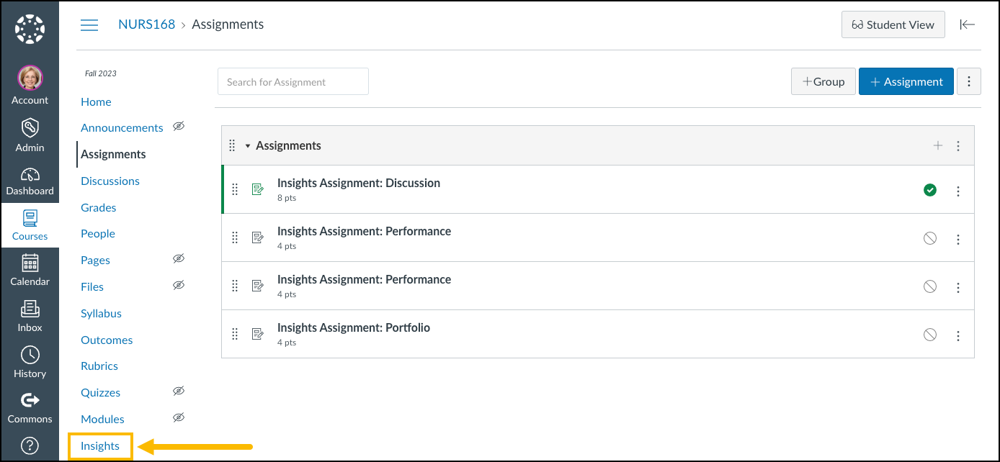 NURS168 › Assignments
Student View
Account
Admin
Dashboard
Courses
Calendar
Inbox
History
Commons
?
Fall 2023
Home
Announcements
Assignments
Discussions
Grades
People
Pages
Files
Syllabus
Outcomes
Rubrics
Quizzes
Modules
Insights
Search for Assignment
+Group
+ Assignment
Assignments
Insights Assignment: Discussion
8 pts
Insights Assignment: Performance
4 pts
Insights Assignment: Performance
4 pts
Insights Assignment: Portfolio
4 pts